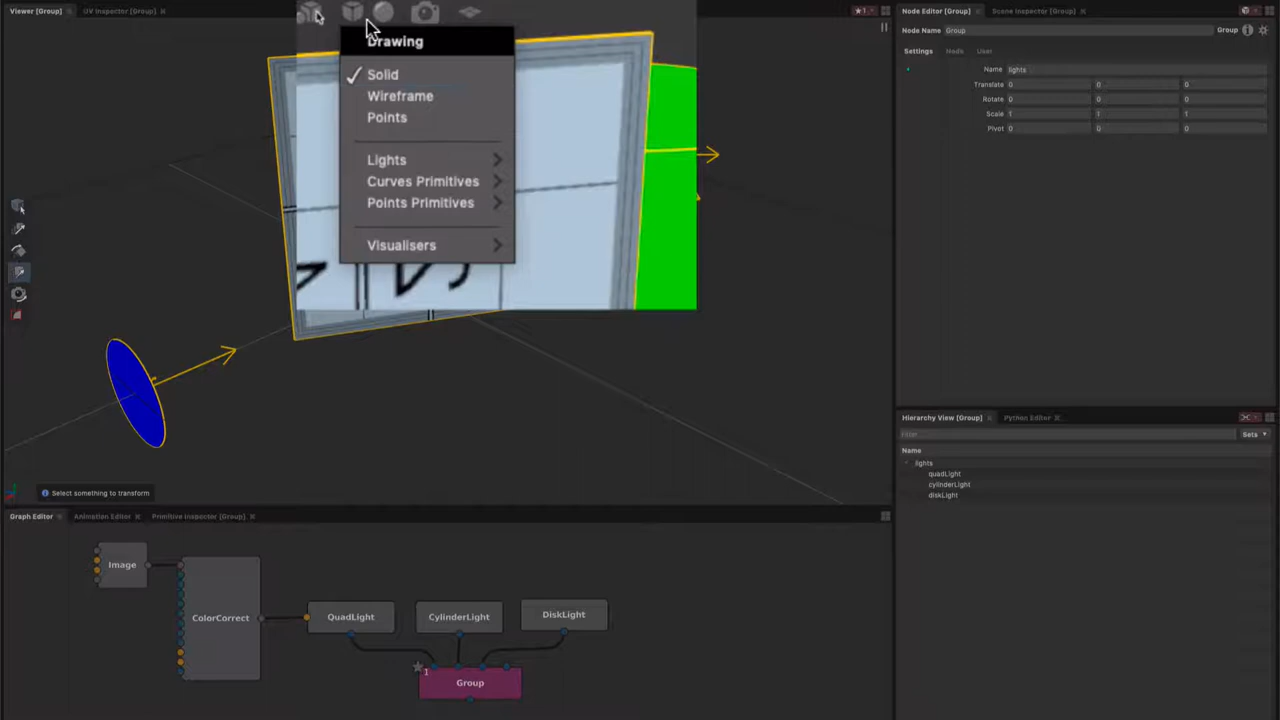 Viewer [Group]
UV Inspector [Group]
1
Drawing
Solid
Wireframe
Points
Lights
Curves Primitives
Points Primitives
Visualisers
Select something to transform
Node Editor [Group]
Scene Inspector [Group]
Node Name Group Group
Settings Node User
Name lights
Translate 0 0 0
Rotate 0 0 0
Scale 1 1 1
Pivot 0 0 0
Hierarchy View [Group]
Python Editor
Filter...
Sets
Name
lights
quadLight
cylinderLight
diskLight
Graph Editor
Animation Editor
Primitive Inspector [Group]
Image
ColorCorrect
QuadLight
CylinderLight
DiskLight
1
Group